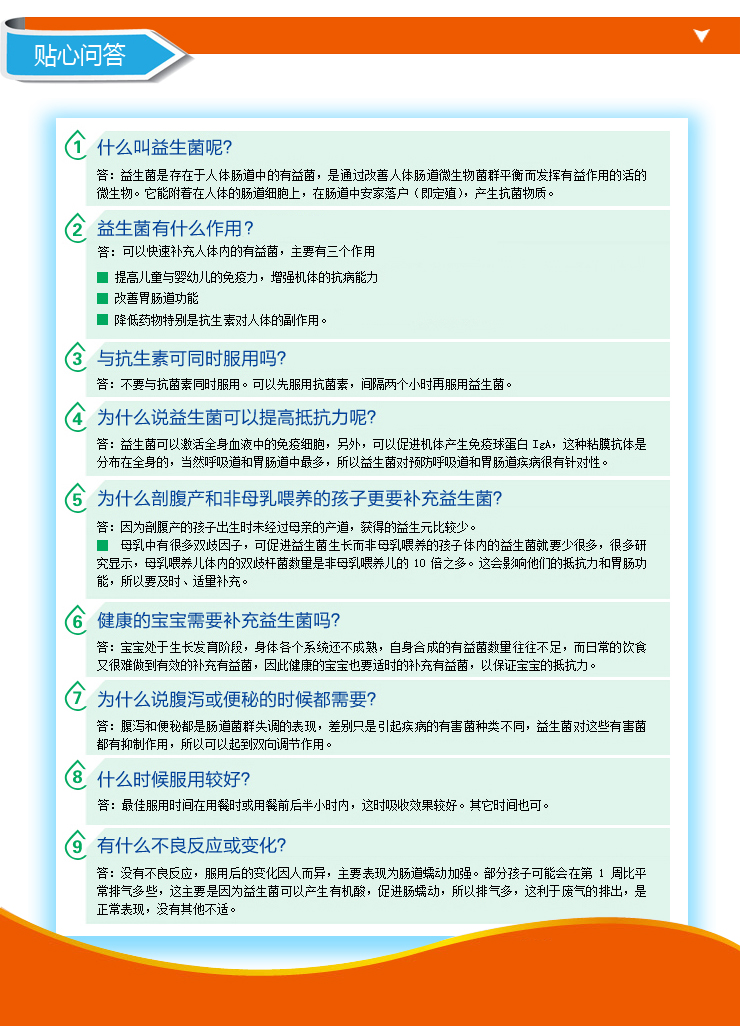 贴心问答
1 什么叫益生菌呢?
答：益生菌是存在于人体肠道中的有益菌，是通过改善人体肠道微生物菌群平衡而发挥有益作用的活的
微生物。它能附着在人体的肠道细胞上，在肠道中安家落户（即定殖），产生抗菌物质。
2 益生菌有什么作用?
答：可以快速补充人体内的有益菌，主要有三个作用
提高儿童与婴幼儿的免疫力，增强机体的抗病能力
改善胃肠道功能
降低药物特别是抗生素对人体的副作用。
3 与抗生素可同时服用吗?
答：不要与抗菌素同时服用。可以先服用抗菌素，间隔两个小时再服用益生菌。
4 为什么说益生菌可以提高抵抗力呢?
答：益生菌可以激活全身血液中的免疫细胞，另外，可以促进机体产生免疫球蛋白 IgA，这种粘膜抗体是
分布在全身的，当然呼吸道和胃肠道中最多，所以益生菌对预防呼吸道和胃肠道疾病很有针对性。
5 为什么剖腹产和非母乳喂养的孩子更要补充益生菌?
答：因为剖腹产的孩子出生时未经过母亲的产道，获得的益生元比较少。
母乳中有很多双歧因子，可促进益生菌生长而非母乳喂养的孩子体内的益生菌就要少很多，很多研
究显示，母乳喂养儿体内的双歧杆菌数量是非母乳喂养儿的 10 倍之多。这会影响他们的抵抗力和胃肠功
能，所以要及时、适量补充。
6 健康的宝宝需要补充益生菌吗?
答：宝宝处于生长发育阶段，身体各个系统还不成熟，自身合成的有益菌数量往往不足，而日常的饮食
又很难做到有效的补充有益菌，因此健康的宝宝也要适时的补充有益菌，以保证宝宝的抵抗力。
7 为什么说腹泻或便秘的时候都需要?
答：腹泻和便秘都是肠道菌群失调的表现，差别只是引起疾病的有害菌种类不同，益生菌对这些有害菌
都有抑制作用，所以可以起到双向调节作用。
8 什么时候服用较好?
答：最佳服用时间在用餐时或用餐前后半小时内，这时吸收效果较好。其它时间也可。
9 有什么不良反应或变化?
答：没有不良反应，服用后的变化因人而异，主要表现为肠道蠕动加强。部分孩子可能会在第 1 周比平
常排气多些，这主要是因为益生菌可以产生有机酸，促进肠蠕动，所以排气多，这利于废气的排出，是
正常表现，没有其他不适。